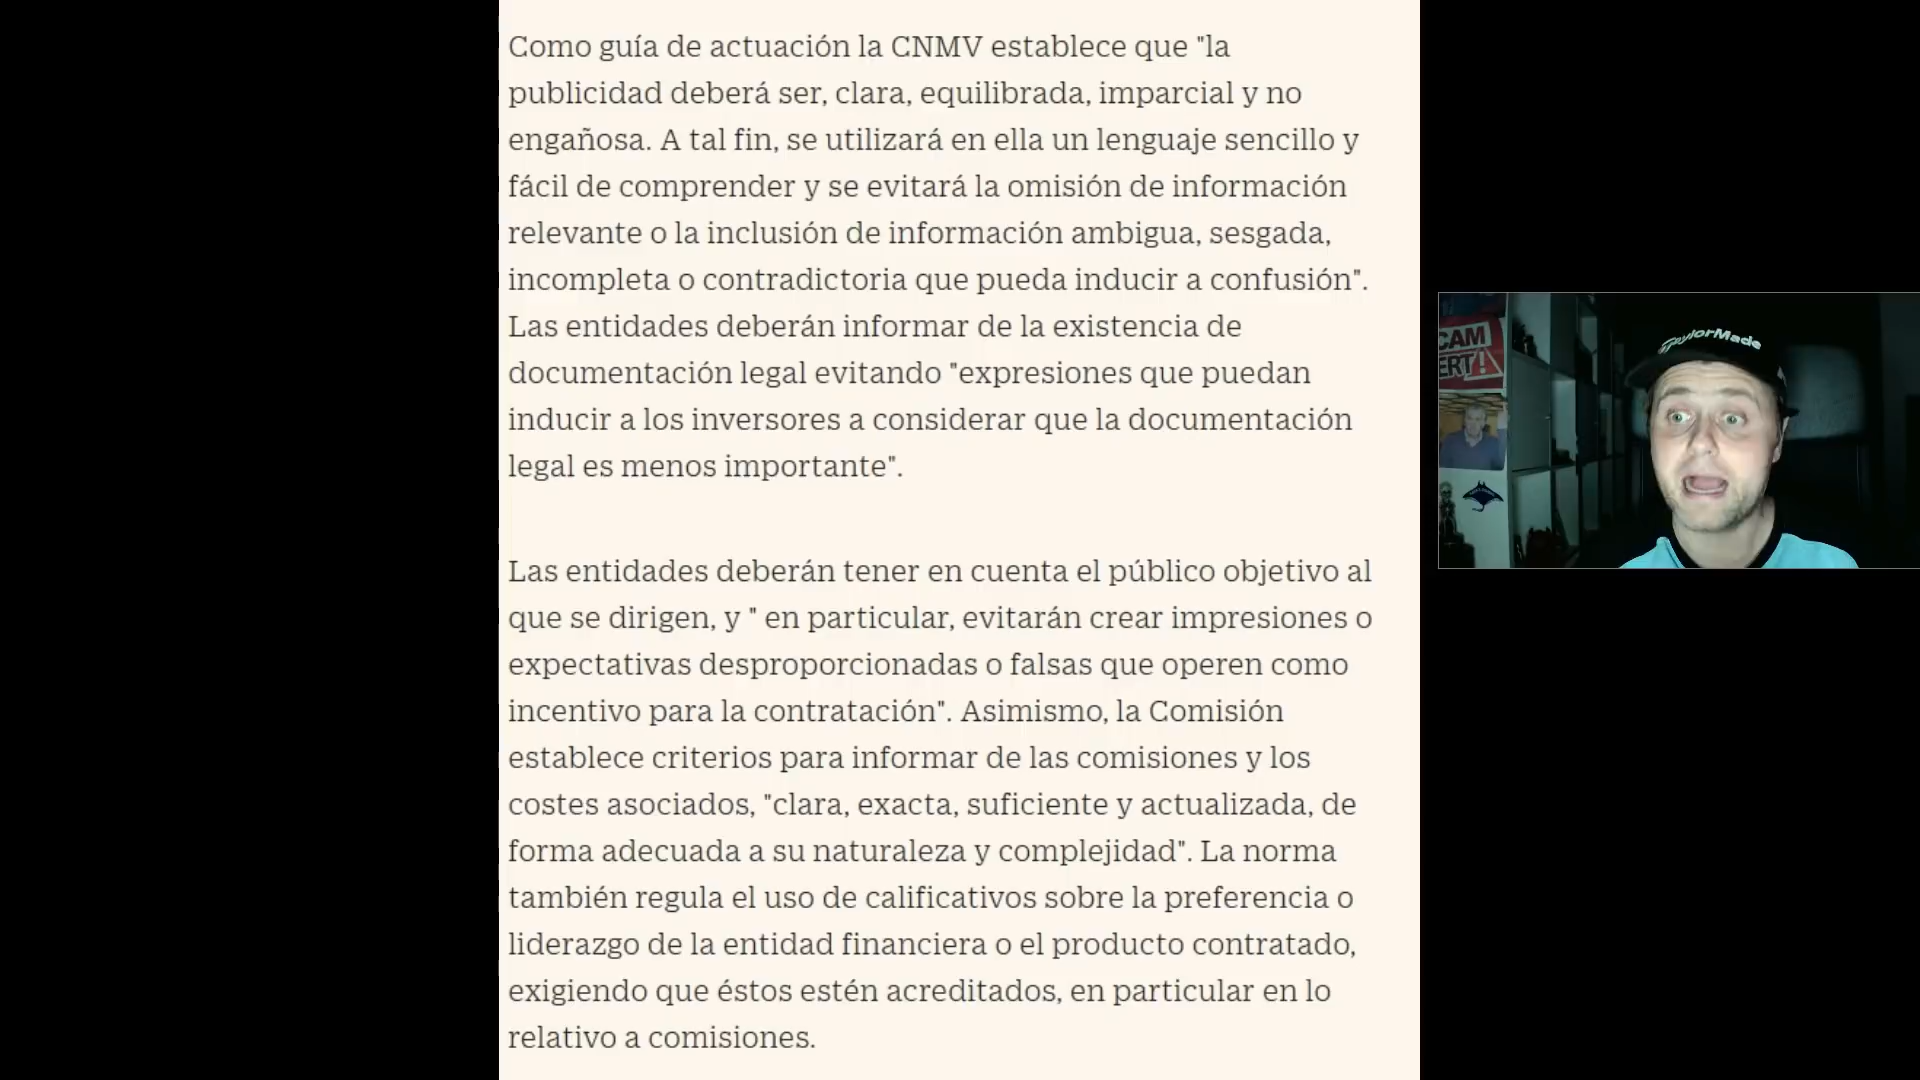 Como guía de actuación la CNMV establece que "la
publicidad deberá ser, clara, equilibrada, imparcial y no
engañosa. A tal fin, se utilizará en ella un lenguaje sencillo y
fácil de comprender y se evitará la omisión de información
relevante o la inclusión de información ambigua, sesgada,
incompleta o contradictoria que pueda inducir a confusión".
Las entidades deberán informar de la existencia de
documentación legal evitando "expresiones que puedan
inducir a los inversores a considerar que la documentación
legal es menos importante".
Las entidades deberán tener en cuenta el público objetivo al
que se dirigen, y " en particular, evitarán crear impresiones o
expectativas desproporcionadas o falsas que operen como
incentivo para la contratación". Asimismo, la Comisión
establece criterios para informar de las comisiones y los
costes asociados, "clara, exacta, suficiente y actualizada, de
forma adecuada a su naturaleza y complejidad". La norma
también regula el uso de calificativos sobre la preferencia o
liderazgo de la entidad financiera o el producto contratado,
exigiendo que éstos estén acreditados, en particular en lo
relativo a comisiones.
CAM
ERT!
TaylorMade